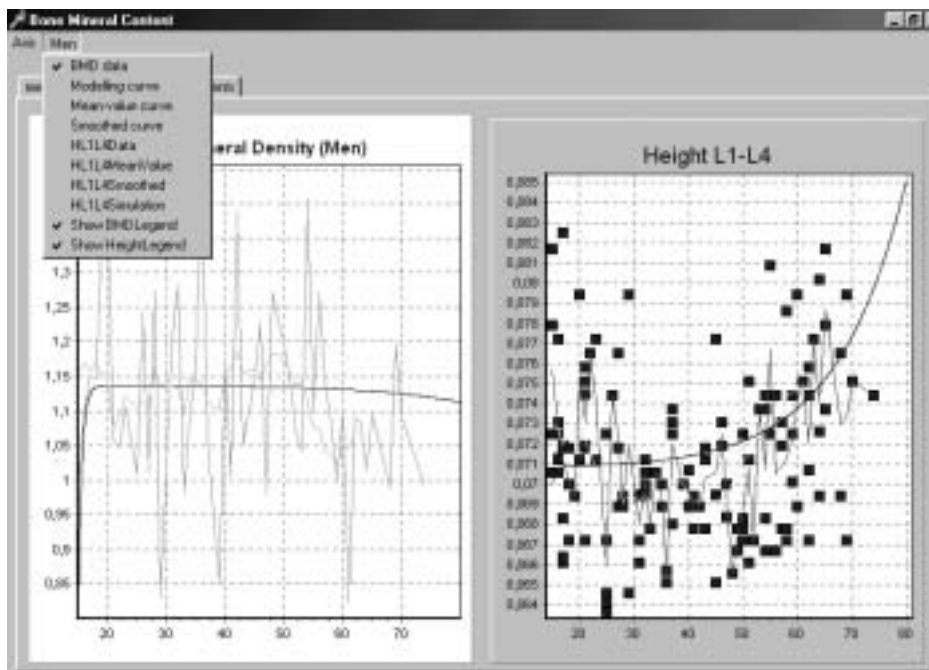 Bone Mineral Content
Axis Men
BMD data
Modelling curve
Mean-value curve
Smoothed curve
HL1L4Data
HL1L4MeanValue
HL1L4Smoothed
HL1L4Simulation
Show BMDLegend
Show HeightLegend
neral Density (Men)
1,3
1,25
1,2
1,15
1,1
1,05
1
0,95
0,9
0,85
20 30 40 50 60 70
Height L1-L4
0,085
0,084
0,083
0,082
0,081
0,08
0,079
0,078
0,077
0,076
0,075
0,074
0,073
0,072
0,071
0,07
0,069
0,068
0,067
0,066
0,065
0,064
20 30 40 50 60 70 80